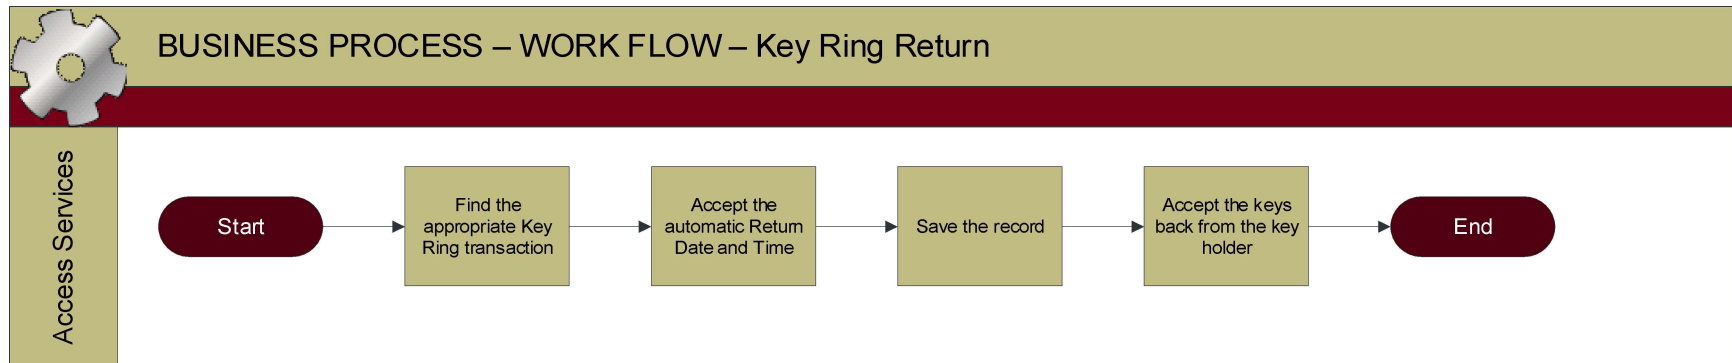 BUSINESS PROCESS – WORK FLOW – Key Ring Return
Access Services
Start
Find the
appropriate Key
Ring transaction
Accept the
automatic Return
Date and Time
Save the record
Accept the keys
back from the key
holder
End